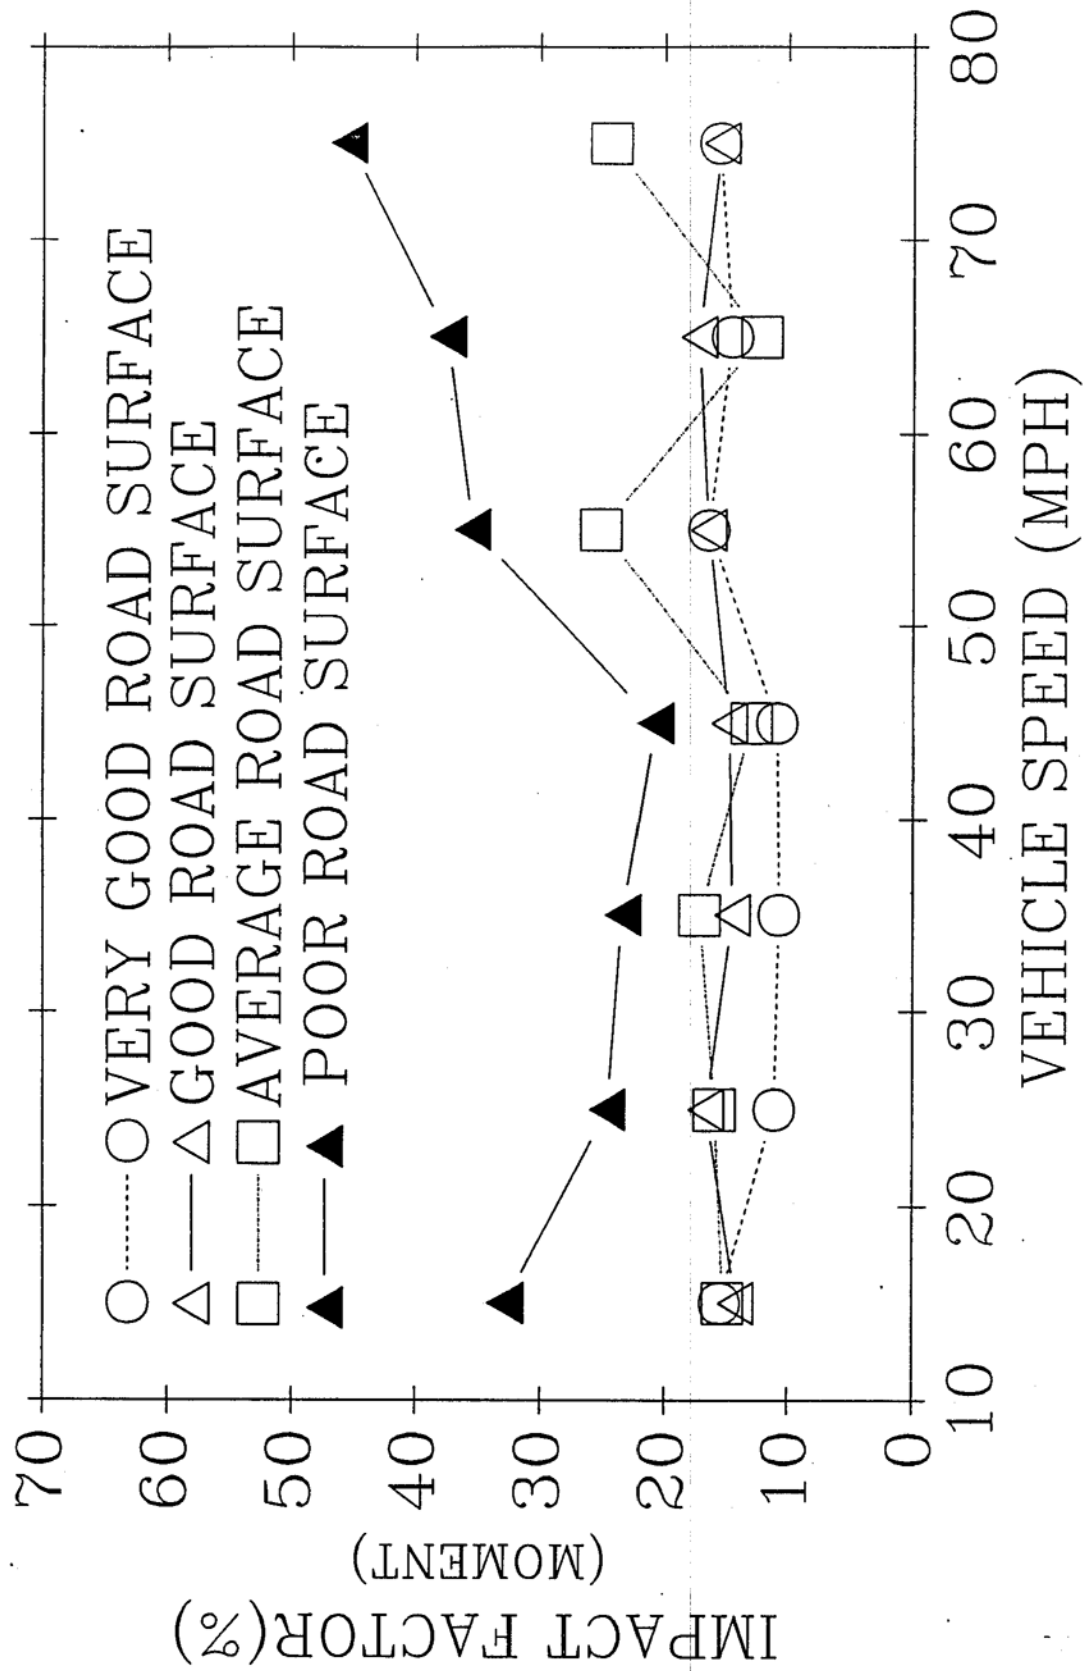 IMPACT FACTOR(%)
(MOMENT)
70
60
50
40
30
20
10
0
VERY GOOD ROAD SURFACE
GOOD ROAD SURFACE
AVERAGE ROAD SURFACE
POOR ROAD SURFACE
10 20 30 40 50 60 70 80
VEHICLE SPEED (MPH)